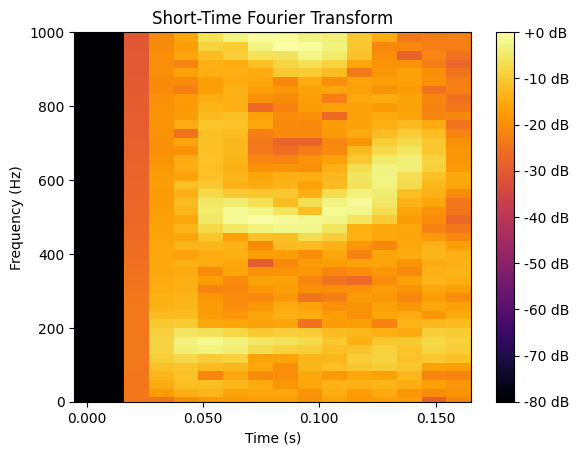 Short-Time Fourier Transform
1000
800
600
400
200
0
Frequency (Hz)
0.000
0.050
0.100
0.150
Time (s)
+0 dB
-10 dB
-20 dB
-30 dB
-40 dB
-50 dB
-60 dB
-70 dB
-80 dB